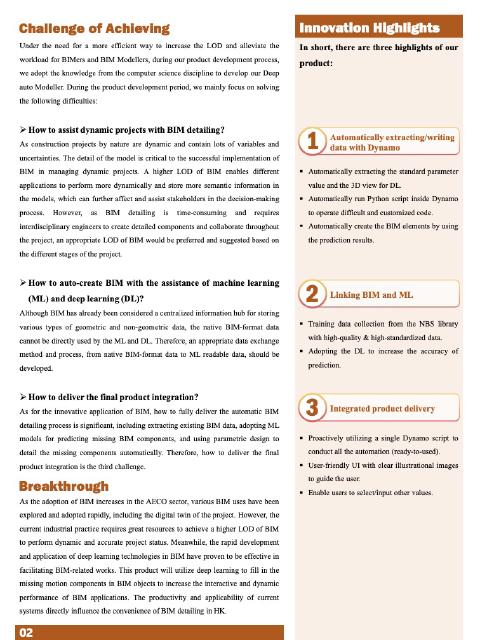 Challenge of Achieving
Under the need for a more efficient way to increase the LOD and alleviate the
workload for BIMers and BIM Modellers, during our product development process,
we adopt the knowledge from the computer science discipline to develop our Deep
auto Modeller. During the product development period, we mainly focus on solving
the following difficulties:
➢ How to assist dynamic projects with BIM detailing?
As construction projects by nature are dynamic and contain lots of variables and
uncertainties. The detail of the model is critical to the successful implementation of
BIM in managing dynamic projects. A higher LOD of BIM enables different
applications to perform more dynamically and store more semantic information in
the models, which can further affect and assist stakeholders in the decision-making
process. However, as BIM detailing is time-consuming and requires
interdisciplinary engineers to create detailed components and collaborate throughout
the project, an appropriate LOD of BIM would be preferred and suggested based on
the different stages of the project.
➢ How to auto-create BIM with the assistance of machine learning
(ML) and deep learning (DL)?
Although BIM has already been considered a centralized information hub for storing
various types of geometric and non-geometric data, the native BIM-format data
cannot be directly used by the ML and DL. Therefore, an appropriate data exchange
method and process, from native BIM-format data to ML readable data, should be
developed.
➢ How to deliver the final product integration?
As for the innovative application of BIM, how to fully deliver the automatic BIM
detailing process is significant, including extracting existing BIM data, adopting ML
models for predicting missing BIM components, and using parametric design to
detail the missing components automatically. Therefore, how to deliver the final
product integration is the third challenge.
Breakthrough
As the adoption of BIM increases in the AECO sector, various BIM uses have been
explored and adopted rapidly, including the digital twin of the project. However, the
current industrial practice requires great resources to achieve a higher LOD of BIM
to perform dynamic and accurate project status. Meanwhile, the rapid development
and application of deep learning technologies in BIM have proven to be effective in
facilitating BIM-related works. This product will utilize deep learning to fill in the
missing motion components in BIM objects to increase the interactive and dynamic
performance of BIM applications. The productivity and applicability of current
systems directly influence the convenience of BIM detailing in HK.
02
Innovation Highlights
In short, there are three highlights of our
product:
1 Automatically extracting/writing
data with Dynamo
▪ Automatically extracting the standard parameter
value and the 3D view for DL.
▪ Automatically run Python script inside Dynamo
to operate difficult and customized code.
▪ Automatically create the BIM elements by using
the prediction results.
2 Linking BIM and ML
▪ Training data collection from the NBS library
with high-quality & high-standardized data.
▪ Adopting the DL to increase the accuracy of
prediction.
3 Integrated product delivery
▪ Proactively utilizing a single Dynamo script to
conduct all the automation (ready-to-used).
▪ User-friendly UI with clear illustrational images
to guide the user.
▪ Enable users to select/input other values.